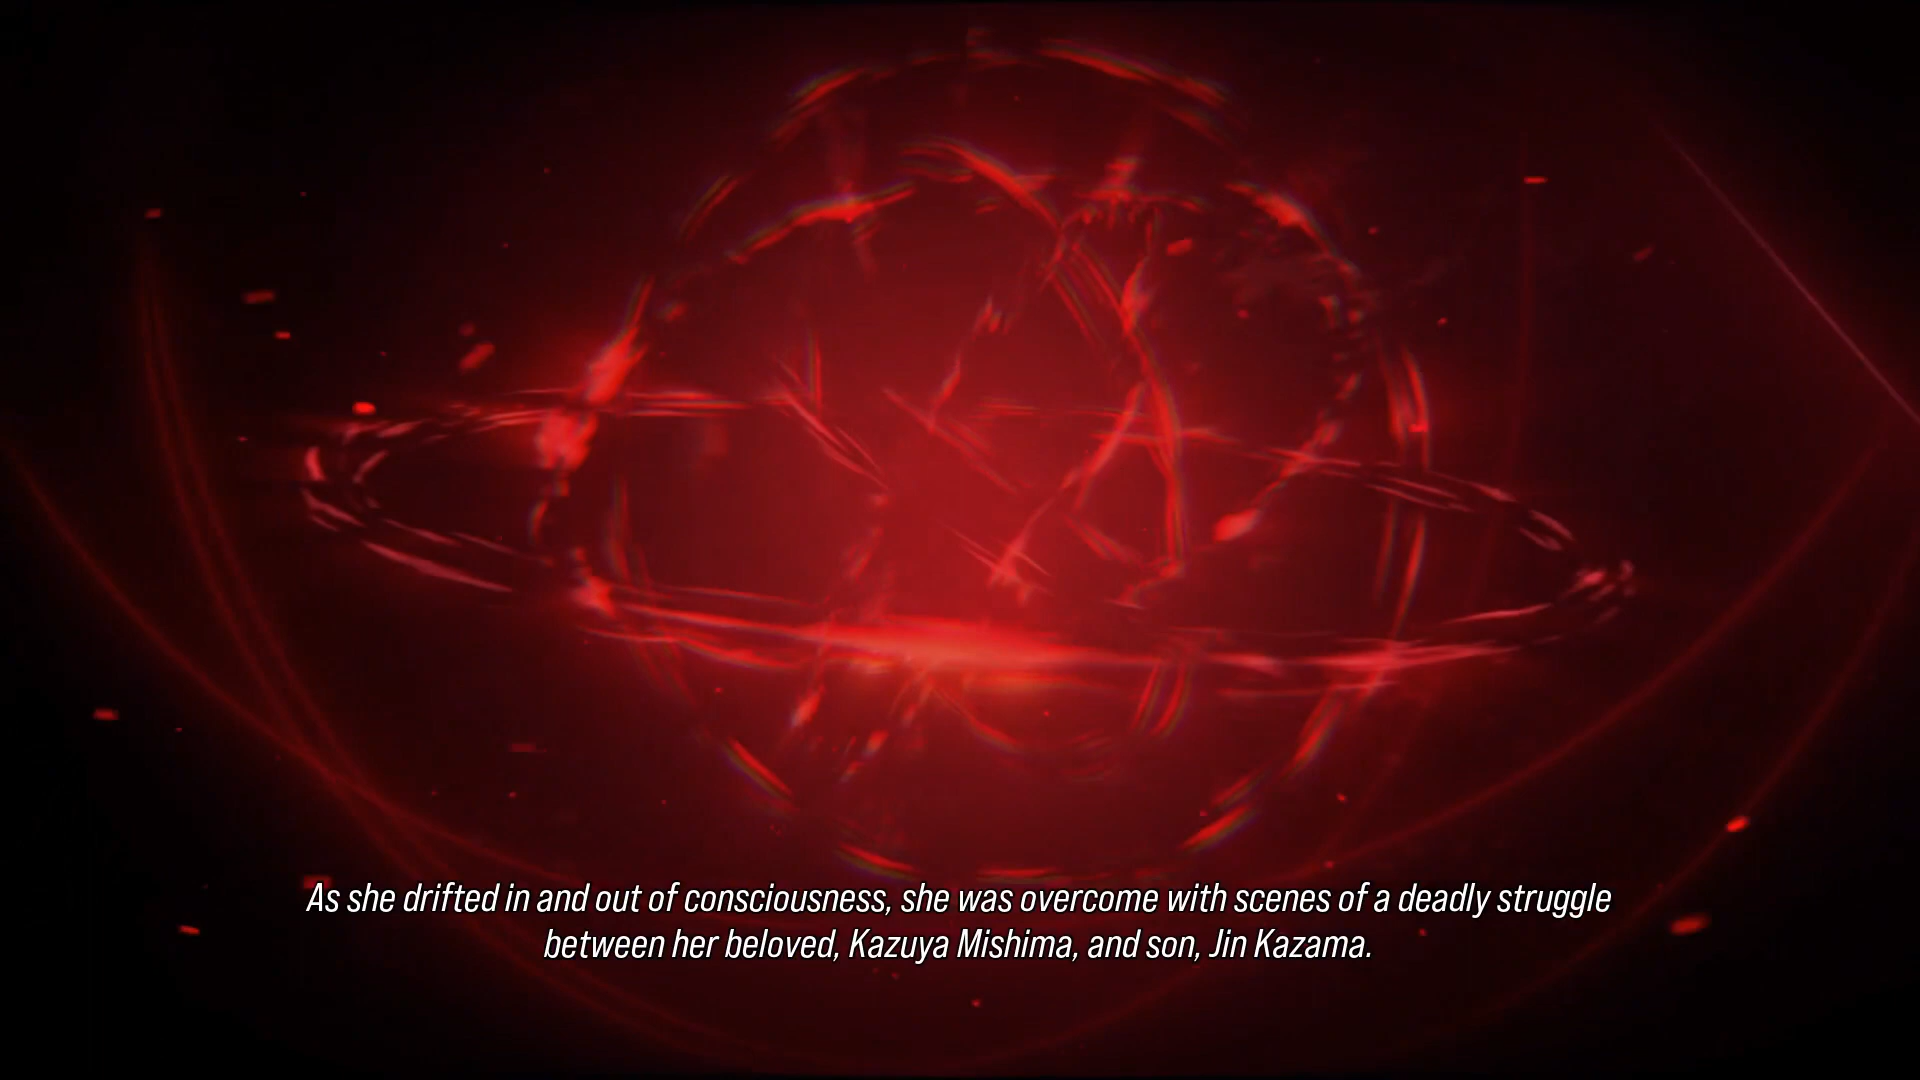 As she drifted in and out of consciousness, she was overcome with scenes of a deadly struggle
between her beloved, Kazuya Mishima, and son, Jin Kazama.